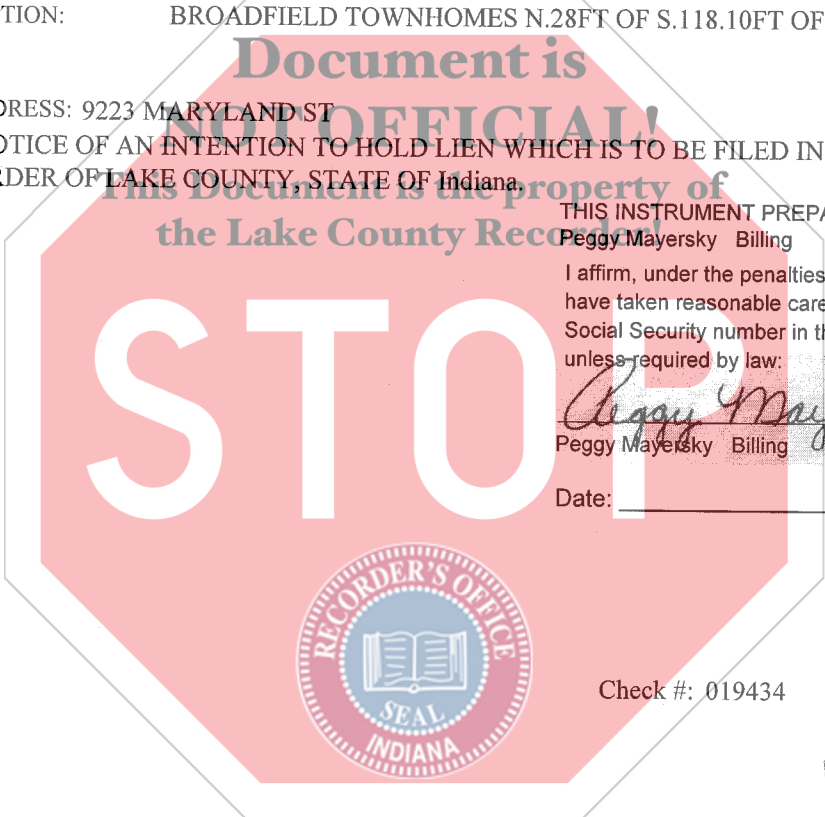 TION: BROADFIELD TOWNHOMES N.28FT OF S.118.10FT OF
Document is
DRESS: 9223 MARYLAND ST
NOT OFFICIAL!
OTICE OF AN INTENTION TO HOLD LIEN WHICH IS TO BE FILED IN
RDER OF LAKE COUNTY, STATE OF Indiana.
This Document is the property of
the Lake County Recorder!
THIS INSTRUMENT PREPA
Peggy Mayersky Billing
I affirm, under the penalties
have taken reasonable care
Social Security number in th
unless required by law:
Peggy May
Peggy Mayersky Billing
Date:
STOP
RECORDER'S OFFICE
SEAL
INDIANA
Check #: 019434